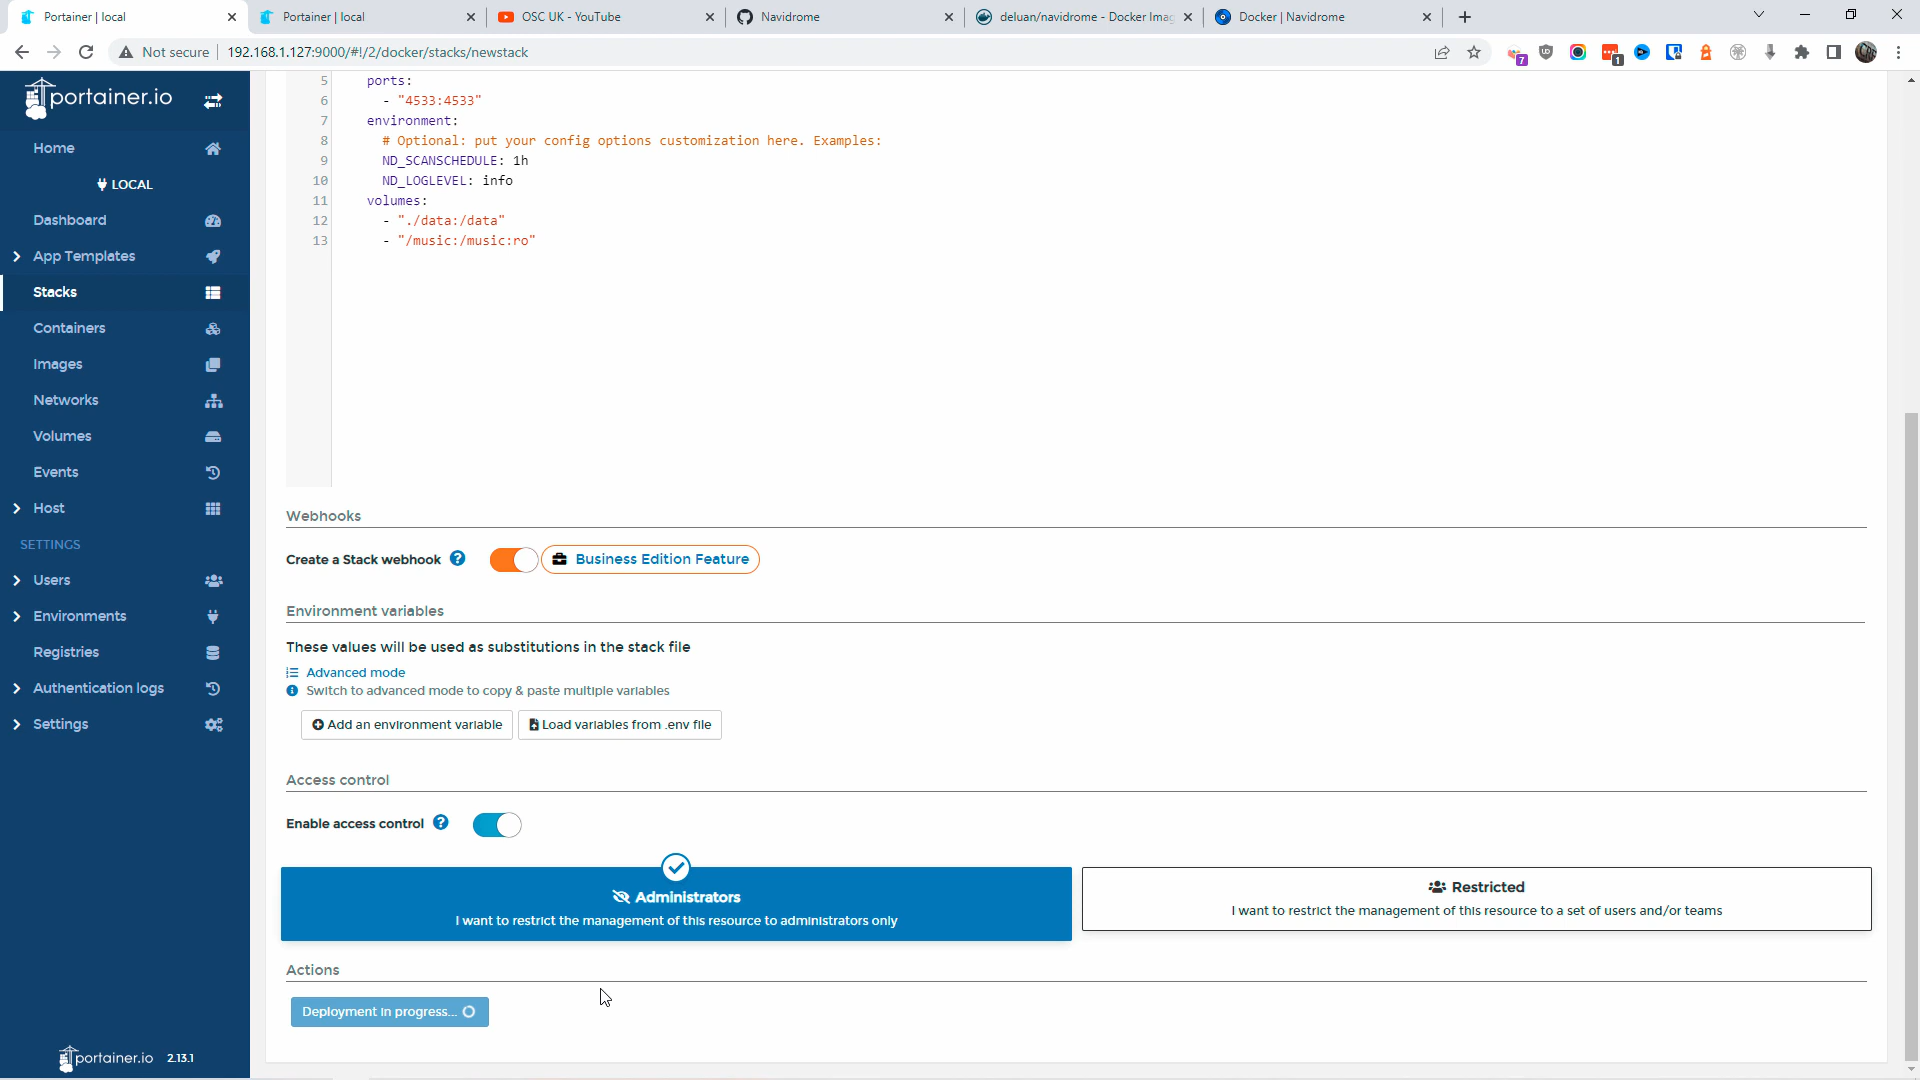 Portainer | local
Portainer | local
OSC UK - YouTube
Navidrome
deluan/navidrome - Docker Imag
Docker | Navidrome
Not secure
192.168.1.127:9000/#!/2/docker/stacks/newstack
7
1
portainer.io
Home
LOCAL
Dashboard
App Templates
Stacks
Containers
Images
Networks
Volumes
Events
Host
SETTINGS
Users
Environments
Registries
Authentication logs
Settings
portainer.io 2.13.1
5 ports:
6 - "4533:4533"
7 environment:
8 # Optional: put your config options customization here. Examples:
9 ND_SCANSCHEDULE: 1h
10 ND_LOGLEVEL: info
11 volumes:
12 - "./data:/data"
13 - "/music:/music:ro"
Webhooks
Create a Stack webhook ? Business Edition Feature
Environment variables
These values will be used as substitutions in the stack file
Advanced mode
Switch to advanced mode to copy & paste multiple variables
Add an environment variable Load variables from .env file
Access control
Enable access control ?
Administrators
I want to restrict the management of this resource to administrators only
Restricted
I want to restrict the management of this resource to a set of users and/or teams
Actions
Deployment in progress...